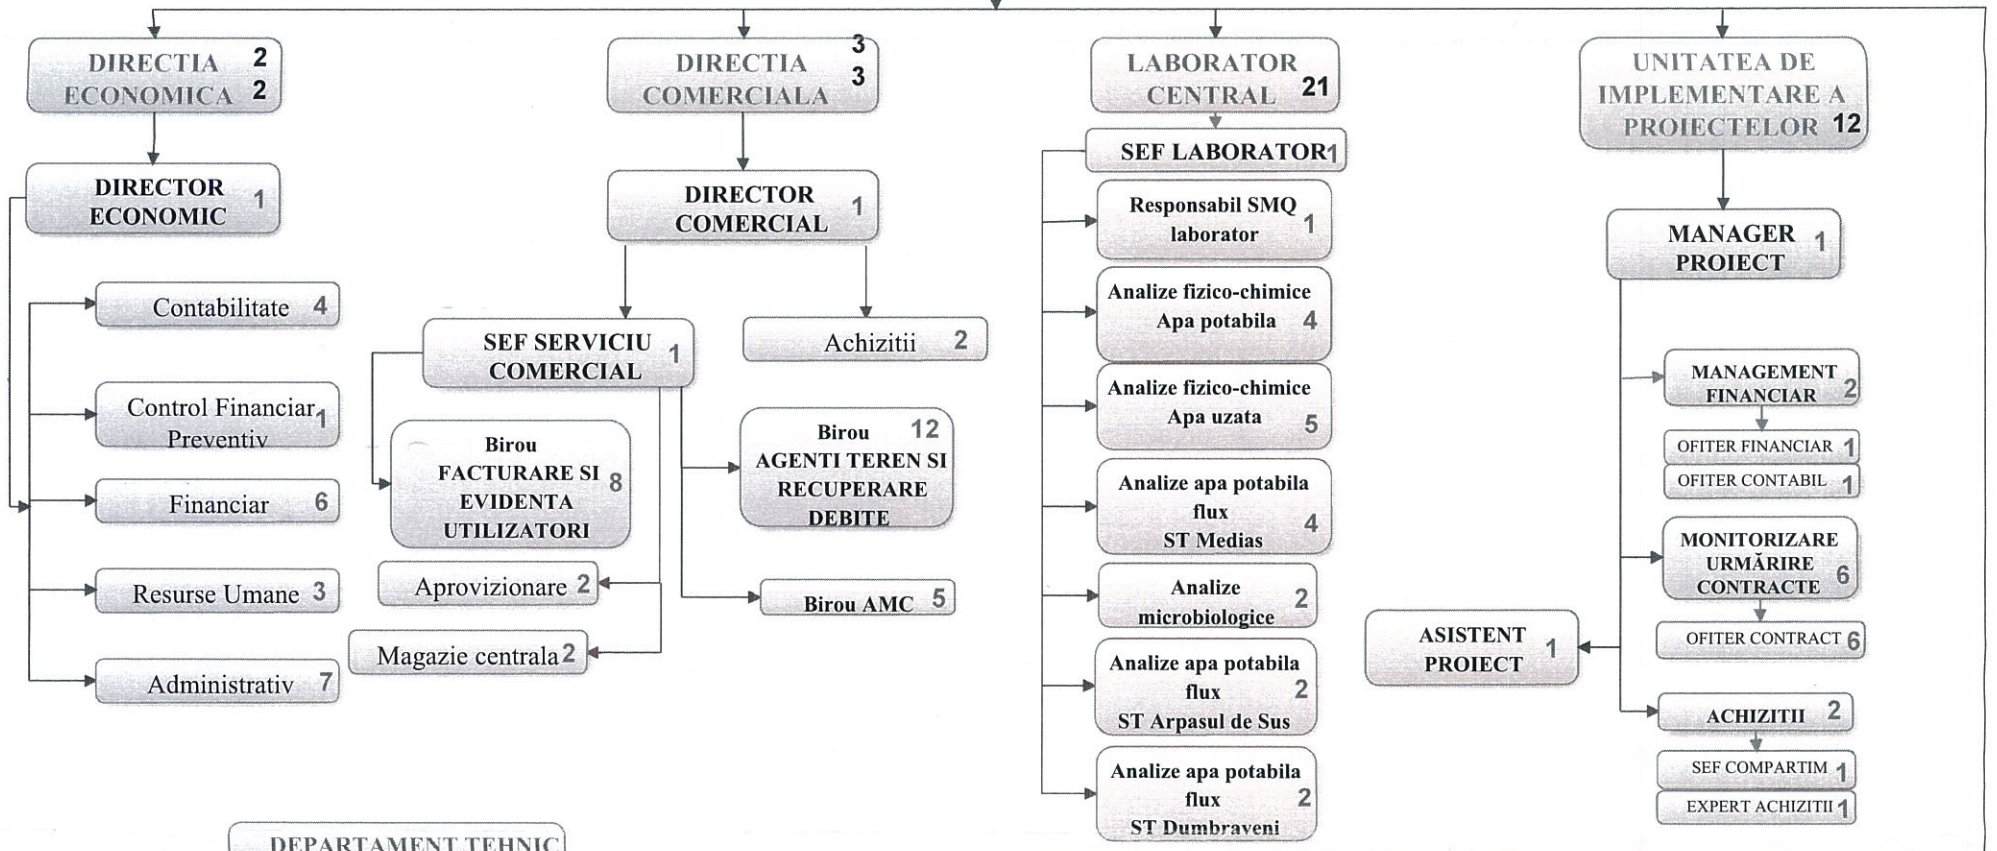 DIRECTIA 2
ECONOMICA 2
DIRECTOR
ECONOMIC 1
Contabilitate 4
Control Financiar 1
Preventiv
Financiar 6
Resurse Umane 3
Administrativ 7
DIRECTIA 3
COMERCIALA 3
DIRECTOR
COMERCIAL 1
SEF SERVICIU
COMERCIAL 1
Achizitii 2
Birou
FACTURARE SI
EVIDENTA 8
UTILIZATORI
Birou 12
AGENTI TEREN SI
RECUPERARE
DEBITE
Aprovizionare 2
Magazie centrala 2
Birou AMC 5
LABORATOR
CENTRAL 21
SEF LABORATOR 1
Responsabil SMQ
laborator 1
Analize fizico-chimice
Apa potabila 4
Analize fizico-chimice
Apa uzata 5
Analize apa potabila
flux
ST Medias 4
Analize
microbiologice 2
Analize apa potabila
flux 2
ST Arpasul de Sus
Analize apa potabila
flux 2
ST Dumbraveni
UNITATEA DE
IMPLEMENTARE A
PROIECTELOR 12
MANAGER
PROIECT 1
MANAGEMENT
FINANCIAR 2
OFITER FINANCIAR 1
OFITER CONTABIL 1
MONITORIZARE
URMĂRIRE
CONTRACTE 6
OFITER CONTRACT 6
ASISTENT
PROIECT 1
ACHIZITII 2
SEF COMPARTIM 1
EXPERT ACHIZITII 1
DEPARTAMENT TEHNIC